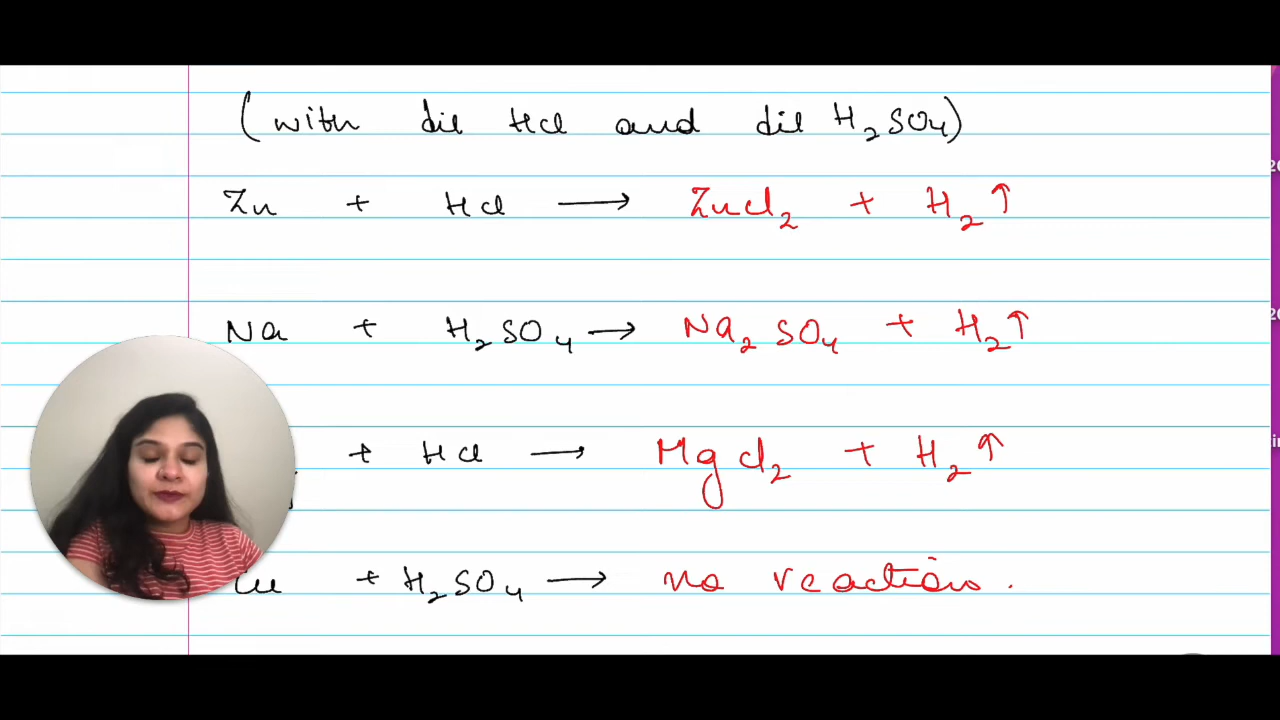 (with dil HCl and dil H₂SO₄)
Zn + HCl → ZnCl₂ + H₂↑
Na + H₂SO₄ → Na₂SO₄ + H₂↑
+ HCl → MgCl₂ + H₂↑
Cu + H₂SO₄ → no reaction.